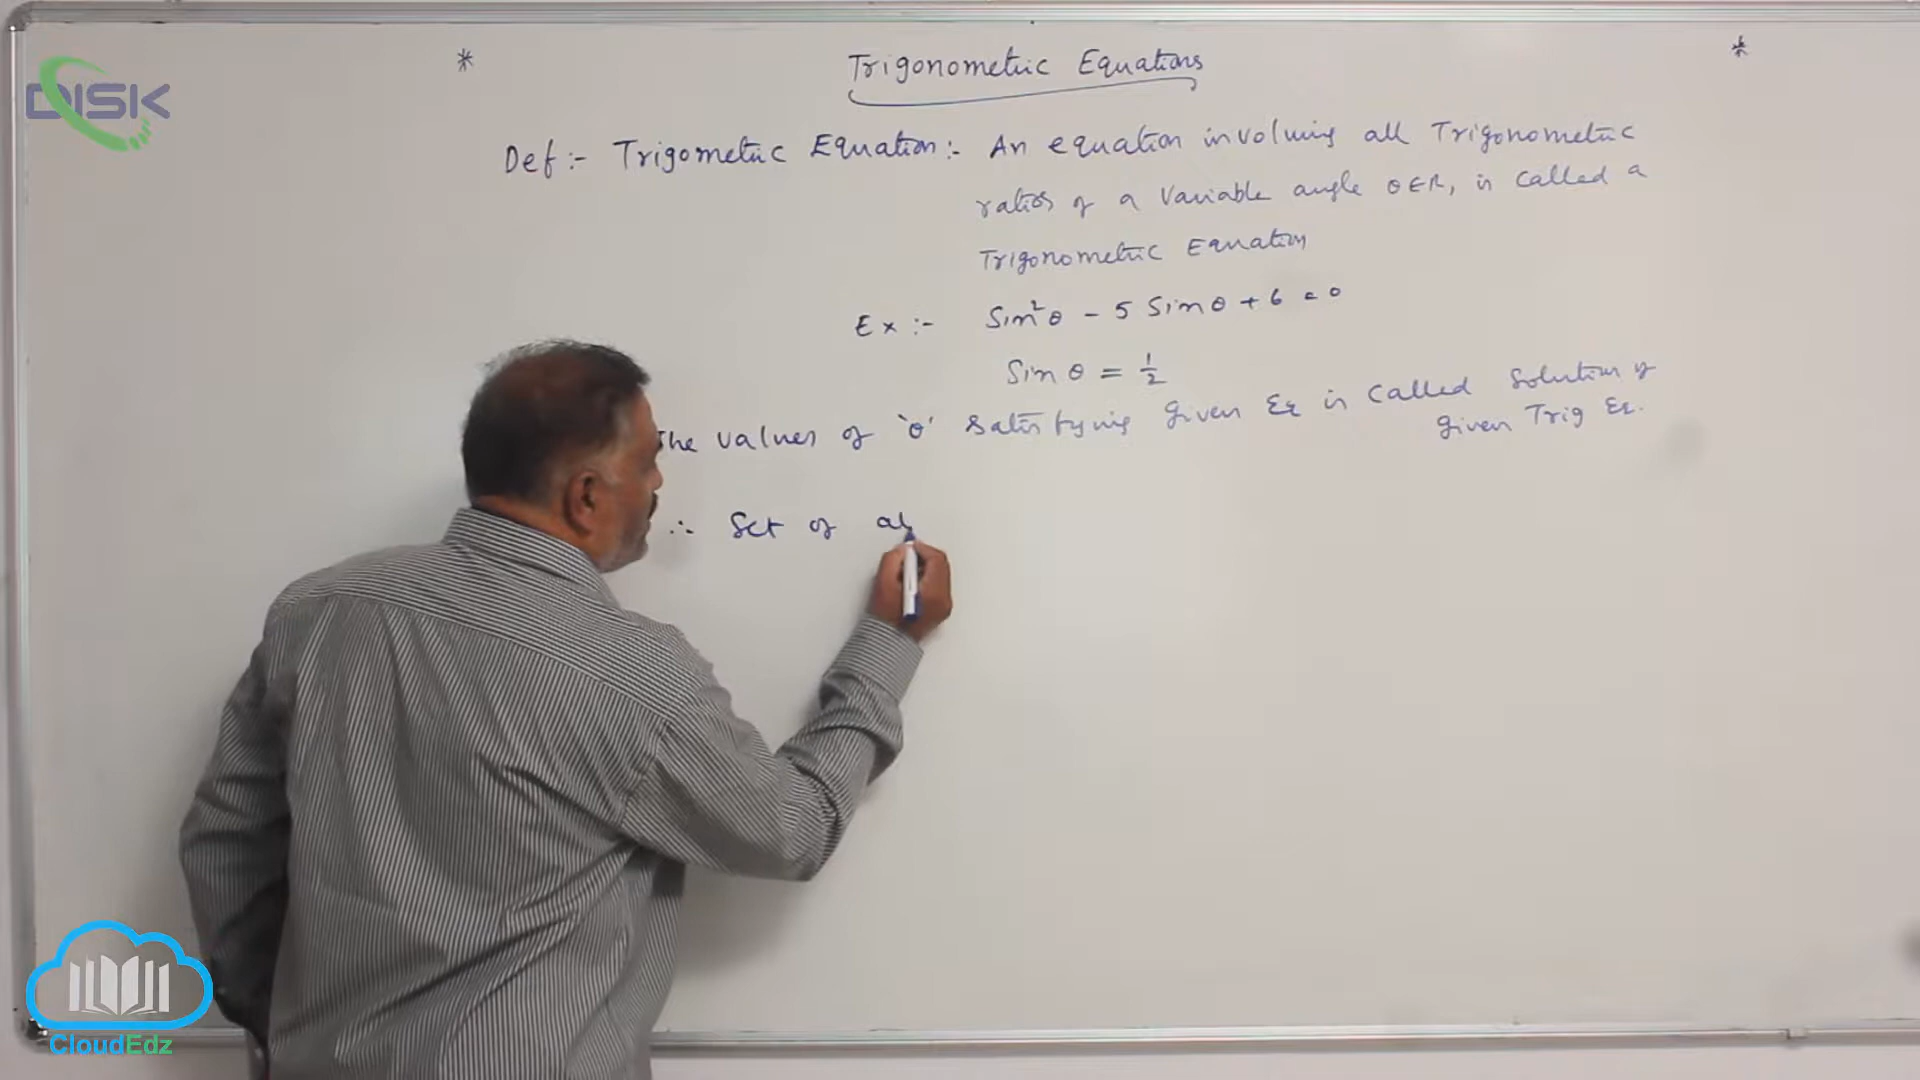 DISK
* Trigonometric Equations *
Def :- Trigometric Equation :- An equation involving all Trigonometric
ratios of a Variable angle θ∈R, is called a
Trigonometric Equation
Ex :- Sin²θ - 5 Sinθ + 6 = 0
Sin θ = 1/2
The values of 'θ' satisfying given Eq is called solution of
given Trig Eq.
∴ Set of al
CloudEdz